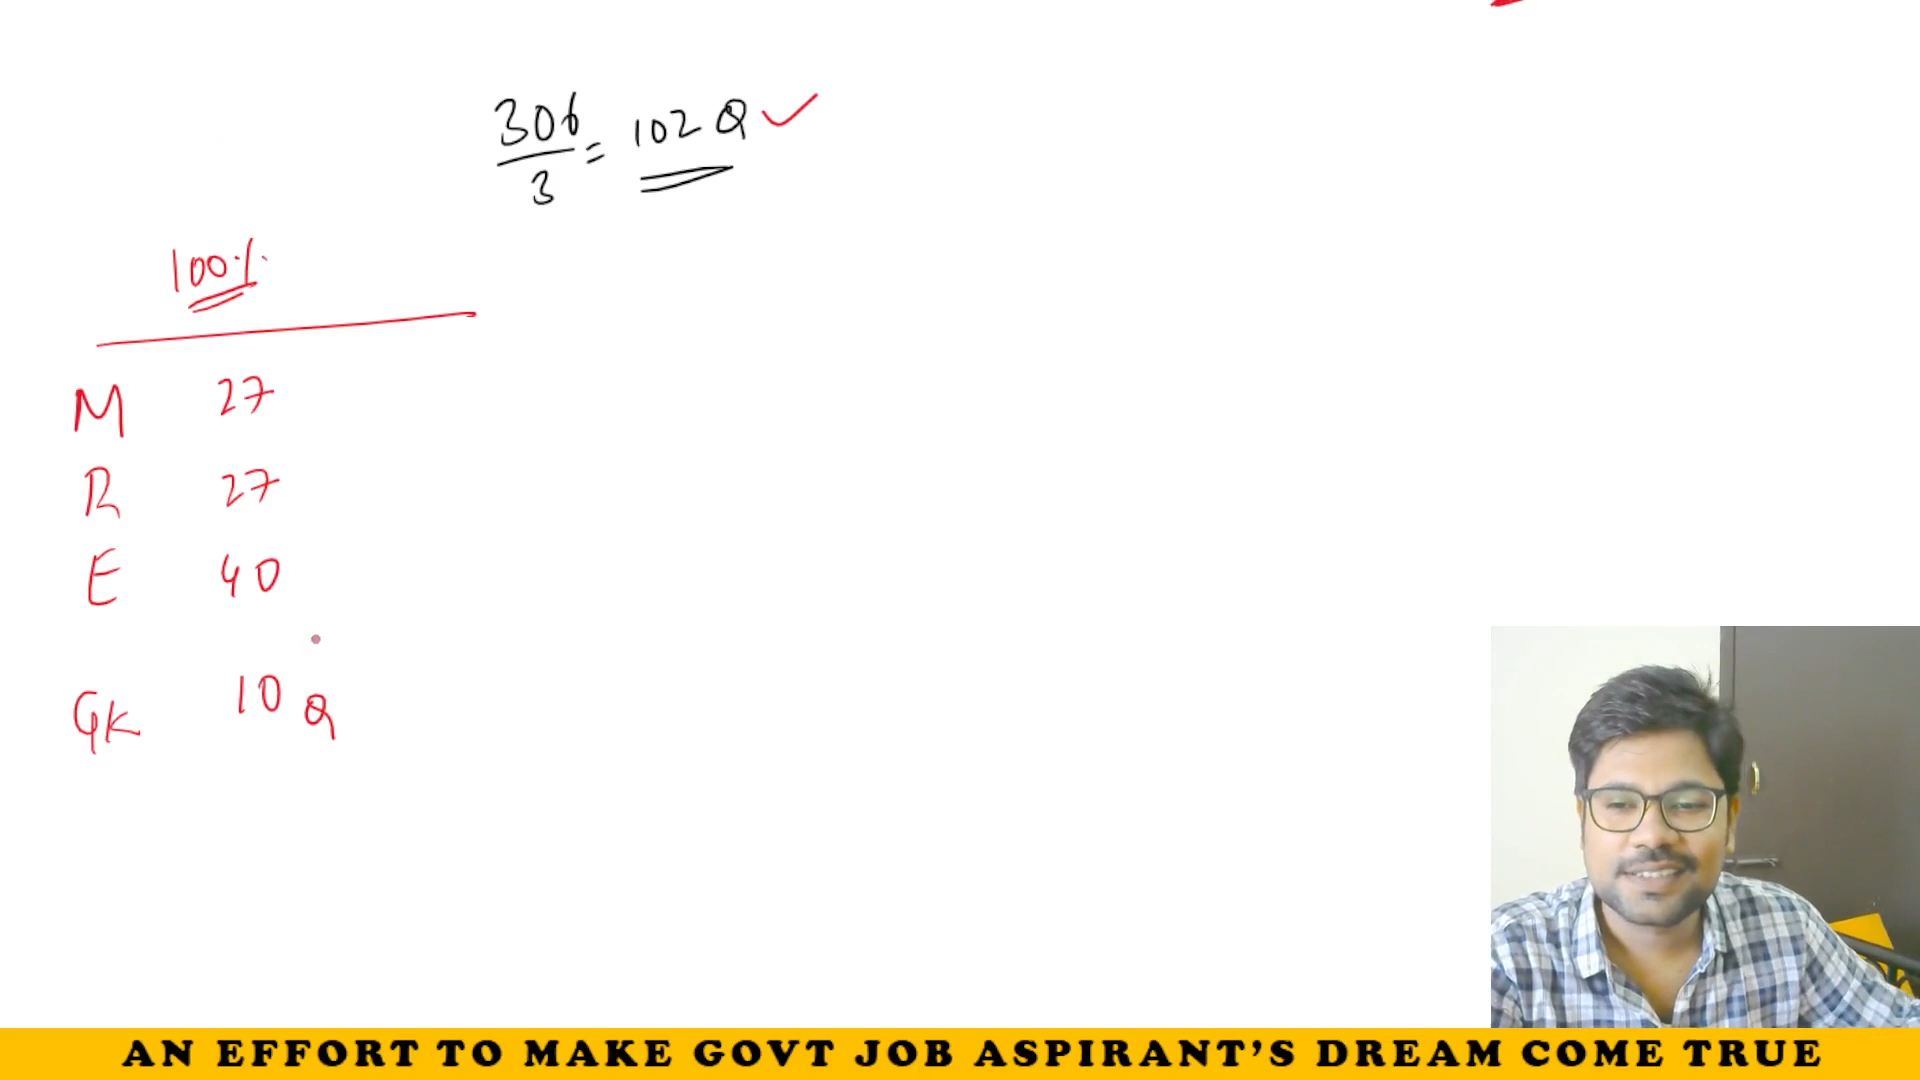 306/3 = 102 Q
100%
M 27
R 27
E 40
GK 10 Q
AN EFFORT TO MAKE GOVT JOB ASPIRANT'S DREAM COME TRUE